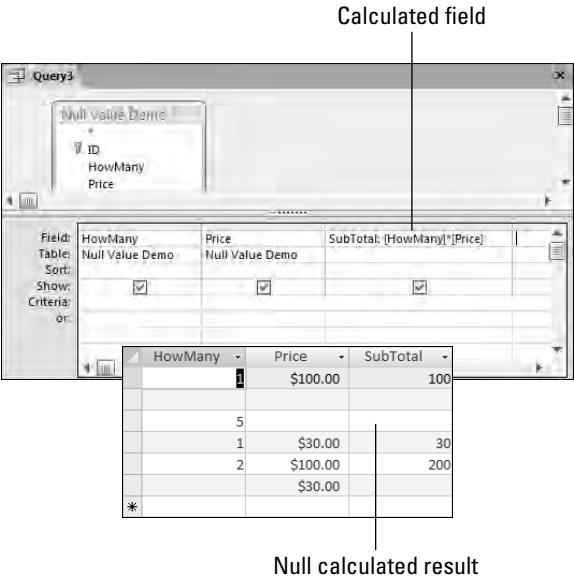 Calculated field
Query3
Null Value Demo
*
ID
HowMany
Price
Field: HowMany Price SubTotal: [HowMany]*[Price]
Table: Null Value Demo Null Value Demo
Sort:
Show:
Criteria:
or:
HowMany Price SubTotal
1 $100.00 100
5
1 $30.00 30
2 $100.00 200
$30.00
*
Null calculated result